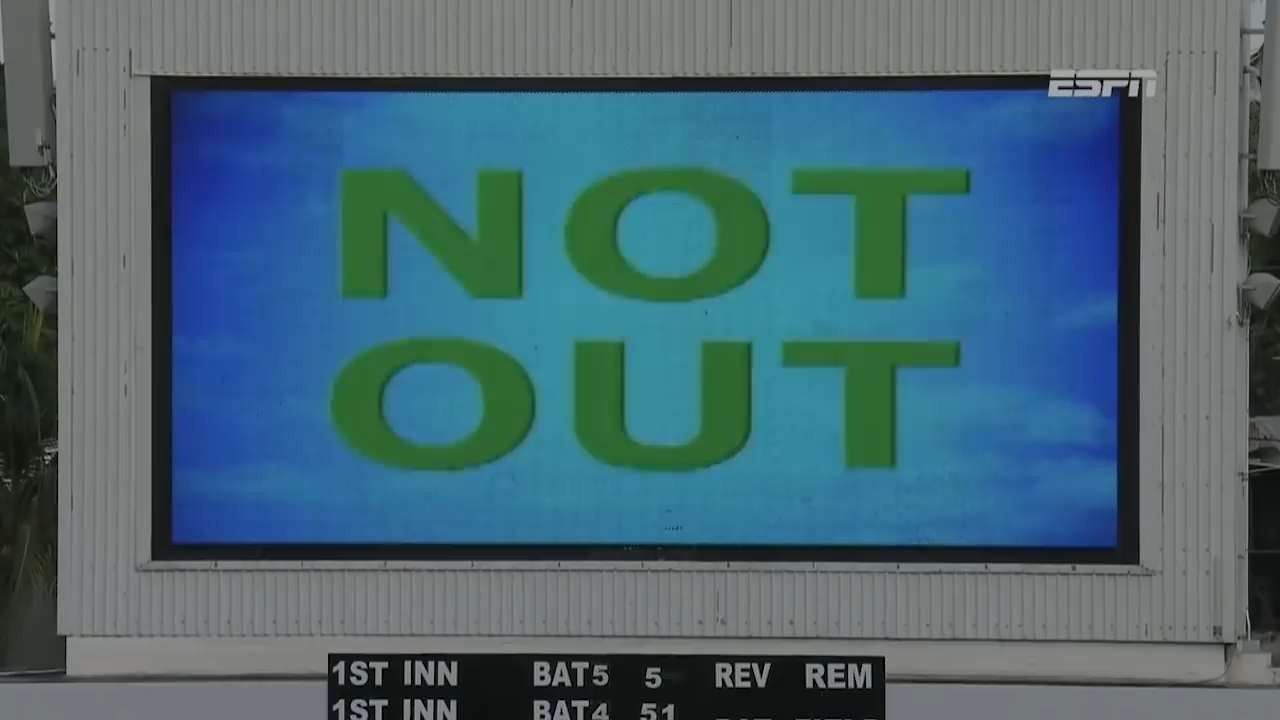 ESPN
NOT
OUT
1ST INN BAT5 5 REV REM
1ST INN BAT4 51